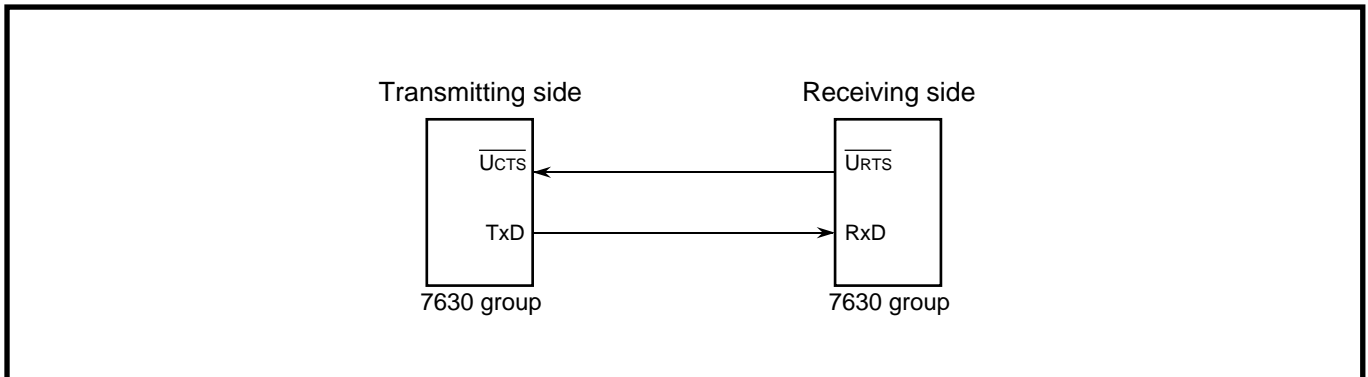 Transmitting side Receiving side
UCTS URTS
TxD RxD
7630 group 7630 group